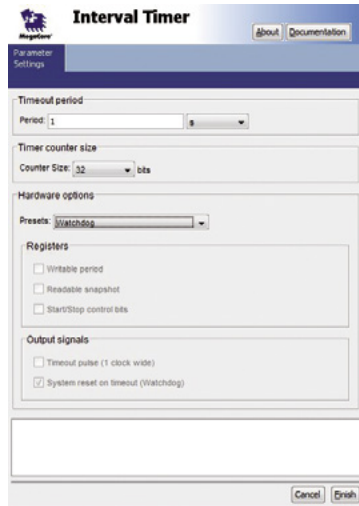 MegaCore®
Interval Timer
About Documentation
Parameter
Settings
Timeout period
Period: 1 s
Timer counter size
Counter Size: 32 bits
Hardware options
Presets: Watchdog
Registers
Writable period
Readable snapshot
Start/Stop control bits
Output signals
Timeout pulse (1 clock wide)
System reset on timeout (Watchdog)
Cancel Finish